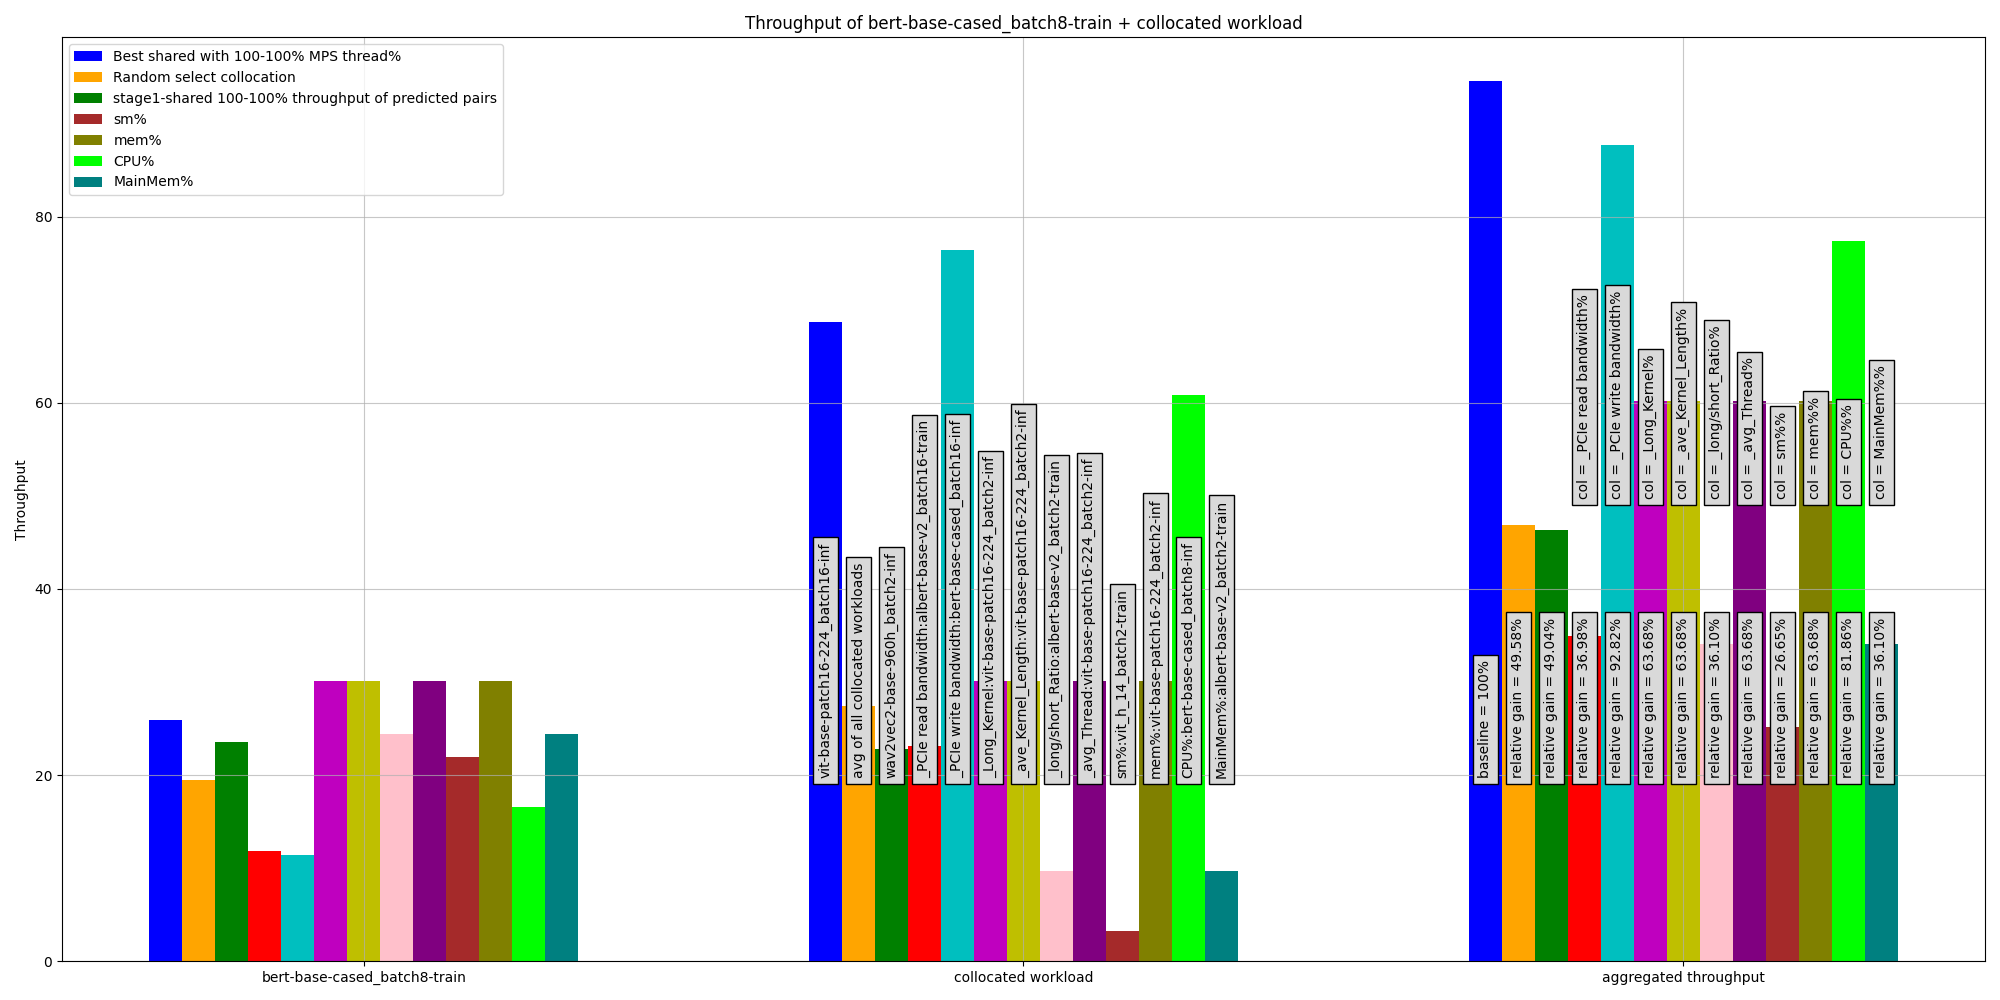 Throughput of bert-base-cased_batch8-train + collocated workload
Best shared with 100-100% MPS thread%
Random select collocation
stage1-shared 100-100% throughput of predicted pairs
sm%
mem%
CPU%
MainMem%
Throughput
80
60
40
20
0
vit-base-patch16-224_batch16-inf
avg of all collocated workloads
wav2vec2-base-960h_batch2-inf
_PCIe read bandwidth:albert-base-v2_batch16-train
_PCIe write bandwidth:bert-base-cased_batch16-inf
_Long_Kernel:vit-base-patch16-224_batch2-inf
_ave_Kernel_Length:vit-base-patch16-224_batch2-inf
_long/short_Ratio:albert-base-v2_batch2-train
_avg_Thread:vit-base-patch16-224_batch2-inf
sm%:vit_h_14_batch2-train
mem%:vit-base-patch16-224_batch2-inf
CPU%:bert-base-cased_batch8-inf
MainMem%:albert-base-v2_batch2-train
col = _PCIe read bandwidth%
col = _PCIe write bandwidth%
col = _Long_Kernel%
col = _ave_Kernel_Length%
col = _long/short_Ratio%
col = _avg_Thread%
col = sm%%
col = mem%%
col = CPU%%
col = MainMem%%
baseline = 100%
relative gain = 49.58%
relative gain = 49.04%
relative gain = 36.98%
relative gain = 92.82%
relative gain = 63.68%
relative gain = 63.68%
relative gain = 36.10%
relative gain = 63.68%
relative gain = 26.65%
relative gain = 63.68%
relative gain = 81.86%
relative gain = 36.10%
bert-base-cased_batch8-train
collocated workload
aggregated throughput